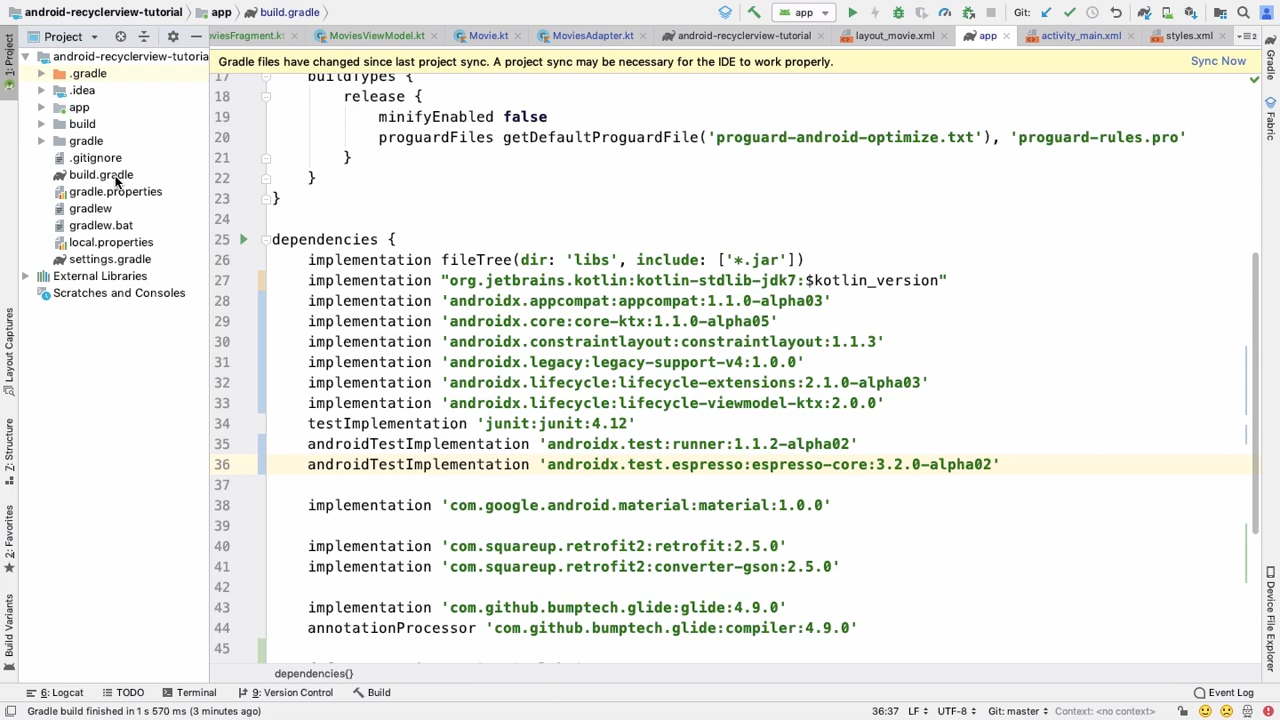 android-recyclerview-tutorial app build.gradle app Git:
1: Project
Layout Captures
Z: Structure
2: Favorites
Build Variants
Project
android-recyclerview-tutoria
.gradle
.idea
app
build
gradle
.gitignore
build.gradle
gradle.properties
gradlew
gradlew.bat
local.properties
settings.gradle
External Libraries
Scratches and Consoles
viesFragment.kt MoviesViewModel.kt Movie.kt MoviesAdapter.kt android-recyclerview-tutorial layout_movie.xml app activity_main.xml styles.xml 2
Gradle files have changed since last project sync. A project sync may be necessary for the IDE to work properly. Sync Now
17 buildTypes {
18 release {
19 minifyEnabled false
20 proguardFiles getDefaultProguardFile('proguard-android-optimize.txt'), 'proguard-rules.pro'
21 }
22 }
23 }
24
25 dependencies {
26 implementation fileTree(dir: 'libs', include: ['*.jar'])
27 implementation "org.jetbrains.kotlin:kotlin-stdlib-jdk7:$kotlin_version"
28 implementation 'androidx.appcompat:appcompat:1.1.0-alpha03'
29 implementation 'androidx.core:core-ktx:1.1.0-alpha05'
30 implementation 'androidx.constraintlayout:constraintlayout:1.1.3'
31 implementation 'androidx.legacy:legacy-support-v4:1.0.0'
32 implementation 'androidx.lifecycle:lifecycle-extensions:2.1.0-alpha03'
33 implementation 'androidx.lifecycle:lifecycle-viewmodel-ktx:2.0.0'
34 testImplementation 'junit:junit:4.12'
35 androidTestImplementation 'androidx.test:runner:1.1.2-alpha02'
36 androidTestImplementation 'androidx.test.espresso:espresso-core:3.2.0-alpha02'
37
38 implementation 'com.google.android.material:material:1.0.0'
39
40 implementation 'com.squareup.retrofit2:retrofit:2.5.0'
41 implementation 'com.squareup.retrofit2:converter-gson:2.5.0'
42
43 implementation 'com.github.bumptech.glide:glide:4.9.0'
44 annotationProcessor 'com.github.bumptech.glide:compiler:4.9.0'
45
dependencies{}
Gradle
Fabric
Device File Explorer
6: Logcat TODO Terminal 9: Version Control Build Event Log
Gradle build finished in 1 s 570 ms (3 minutes ago) 36:37 LF UTF-8 Git: master Context: <no context>